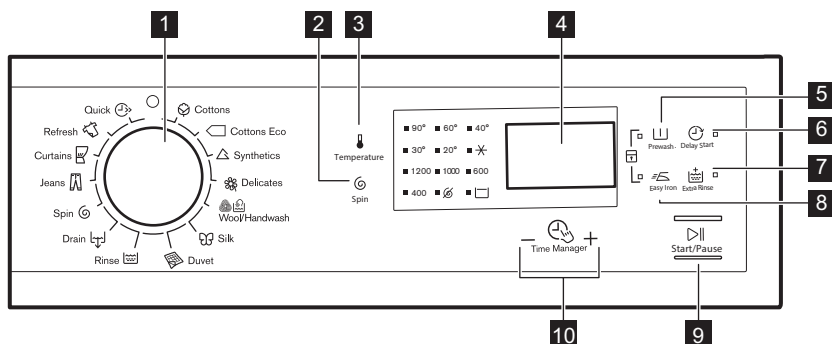 1
2
3
4
5
6
7
8
9
10
Quick
Cottons
Refresh
Cottons Eco
Curtains
Synthetics
Jeans
Delicates
Spin
Wool/Handwash
Drain
Silk
Rinse
Duvet
Temperature
Spin
90° 60° 40°
30° 20°
1200 1000 600
400
Time Manager
Prewash.
Delay Start
Easy Iron
Extra Rinse
Start/Pause